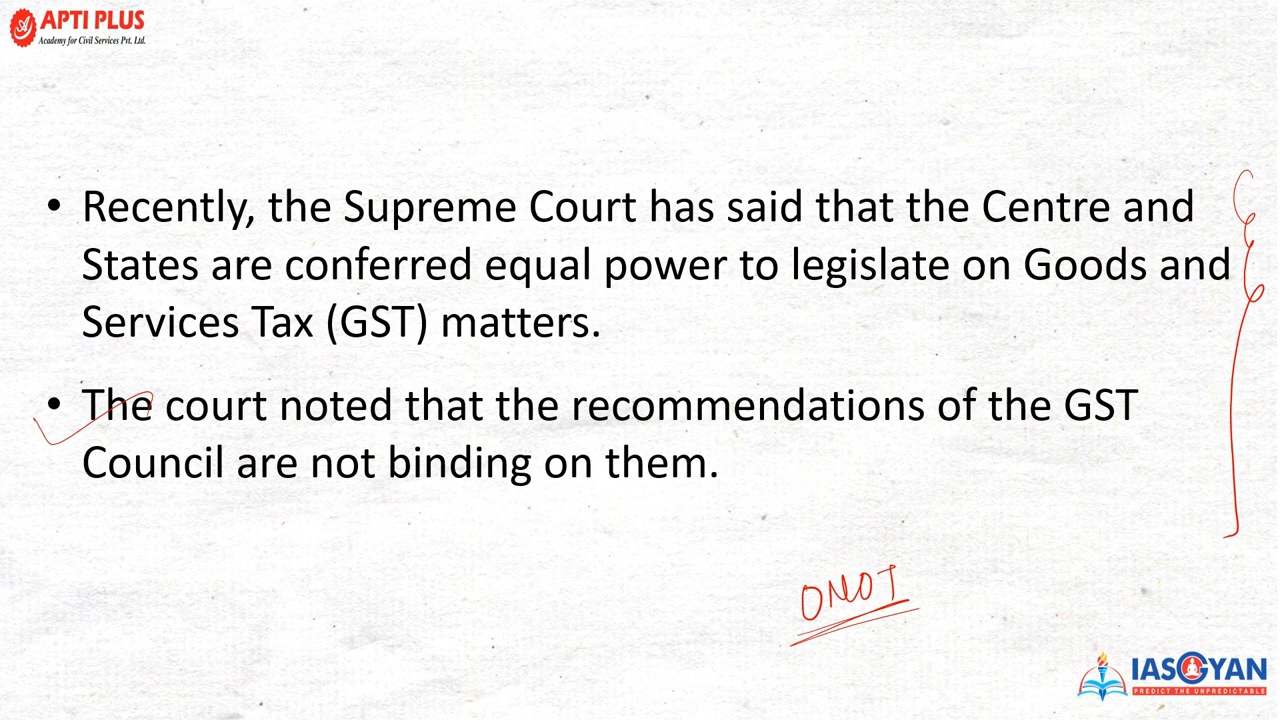 APTI PLUS
Academy for Civil Services Pvt. Ltd.
• Recently, the Supreme Court has said that the Centre and
States are conferred equal power to legislate on Goods and
Services Tax (GST) matters.
• The court noted that the recommendations of the GST
Council are not binding on them.
ONOT
IASGYAN
PREDICT THE UNPREDICTABLE